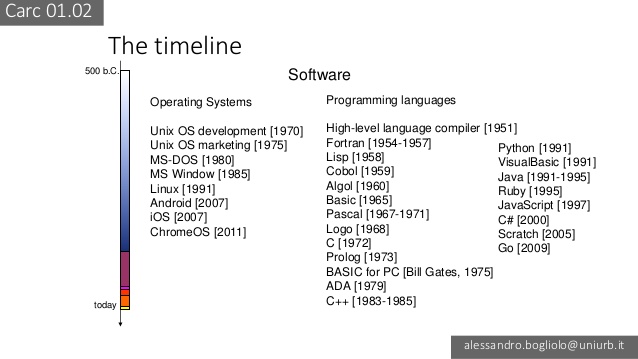 Carc 01.02
The timeline
500 b.C.
Software
Operating Systems
Unix OS development [1970]
Unix OS marketing [1975]
MS-DOS [1980]
MS Window [1985]
Linux [1991]
Android [2007]
iOS [2007]
ChromeOS [2011]
Programming languages
High-level language compiler [1951]
Fortran [1954-1957]
Lisp [1958]
Cobol [1959]
Algol [1960]
Basic [1965]
Pascal [1967-1971]
Logo [1968]
C [1972]
Prolog [1973]
BASIC for PC [Bill Gates, 1975]
ADA [1979]
C++ [1983-1985]
Python [1991]
VisualBasic [1991]
Java [1991-1995]
Ruby [1995]
JavaScript [1997]
C# [2000]
Scratch [2005]
Go [2009]
today
alessandro.bogliolo@uniurb.it